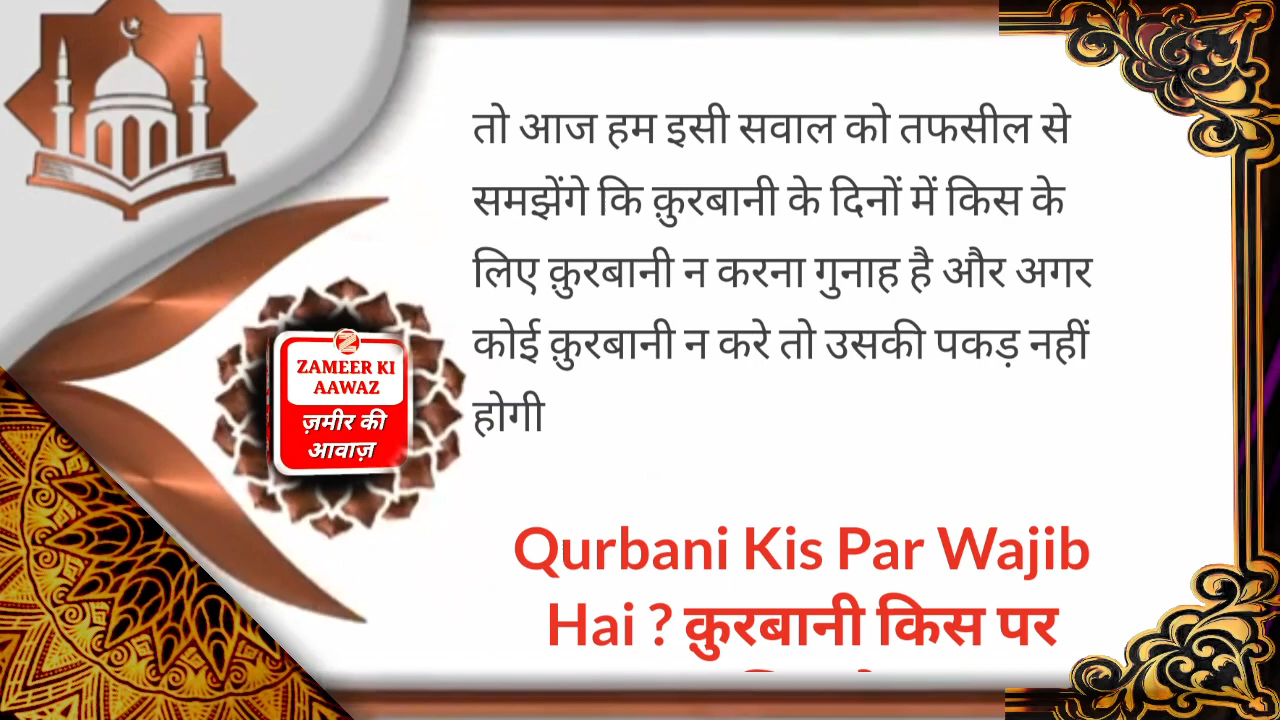 तो आज हम इसी सवाल को तफसील से
समझेंगे कि क़ुरबानी के दिनों में किस के
लिए क़ुरबानी न करना गुनाह है और अगर
कोई क़ुरबानी न करे तो उसकी पकड़ नहीं
होगी
ZAMEER KI
AAWAZ
ज़मीर की
आवाज़
Qurbani Kis Par Wajib
Hai ? क़ुरबानी किस पर